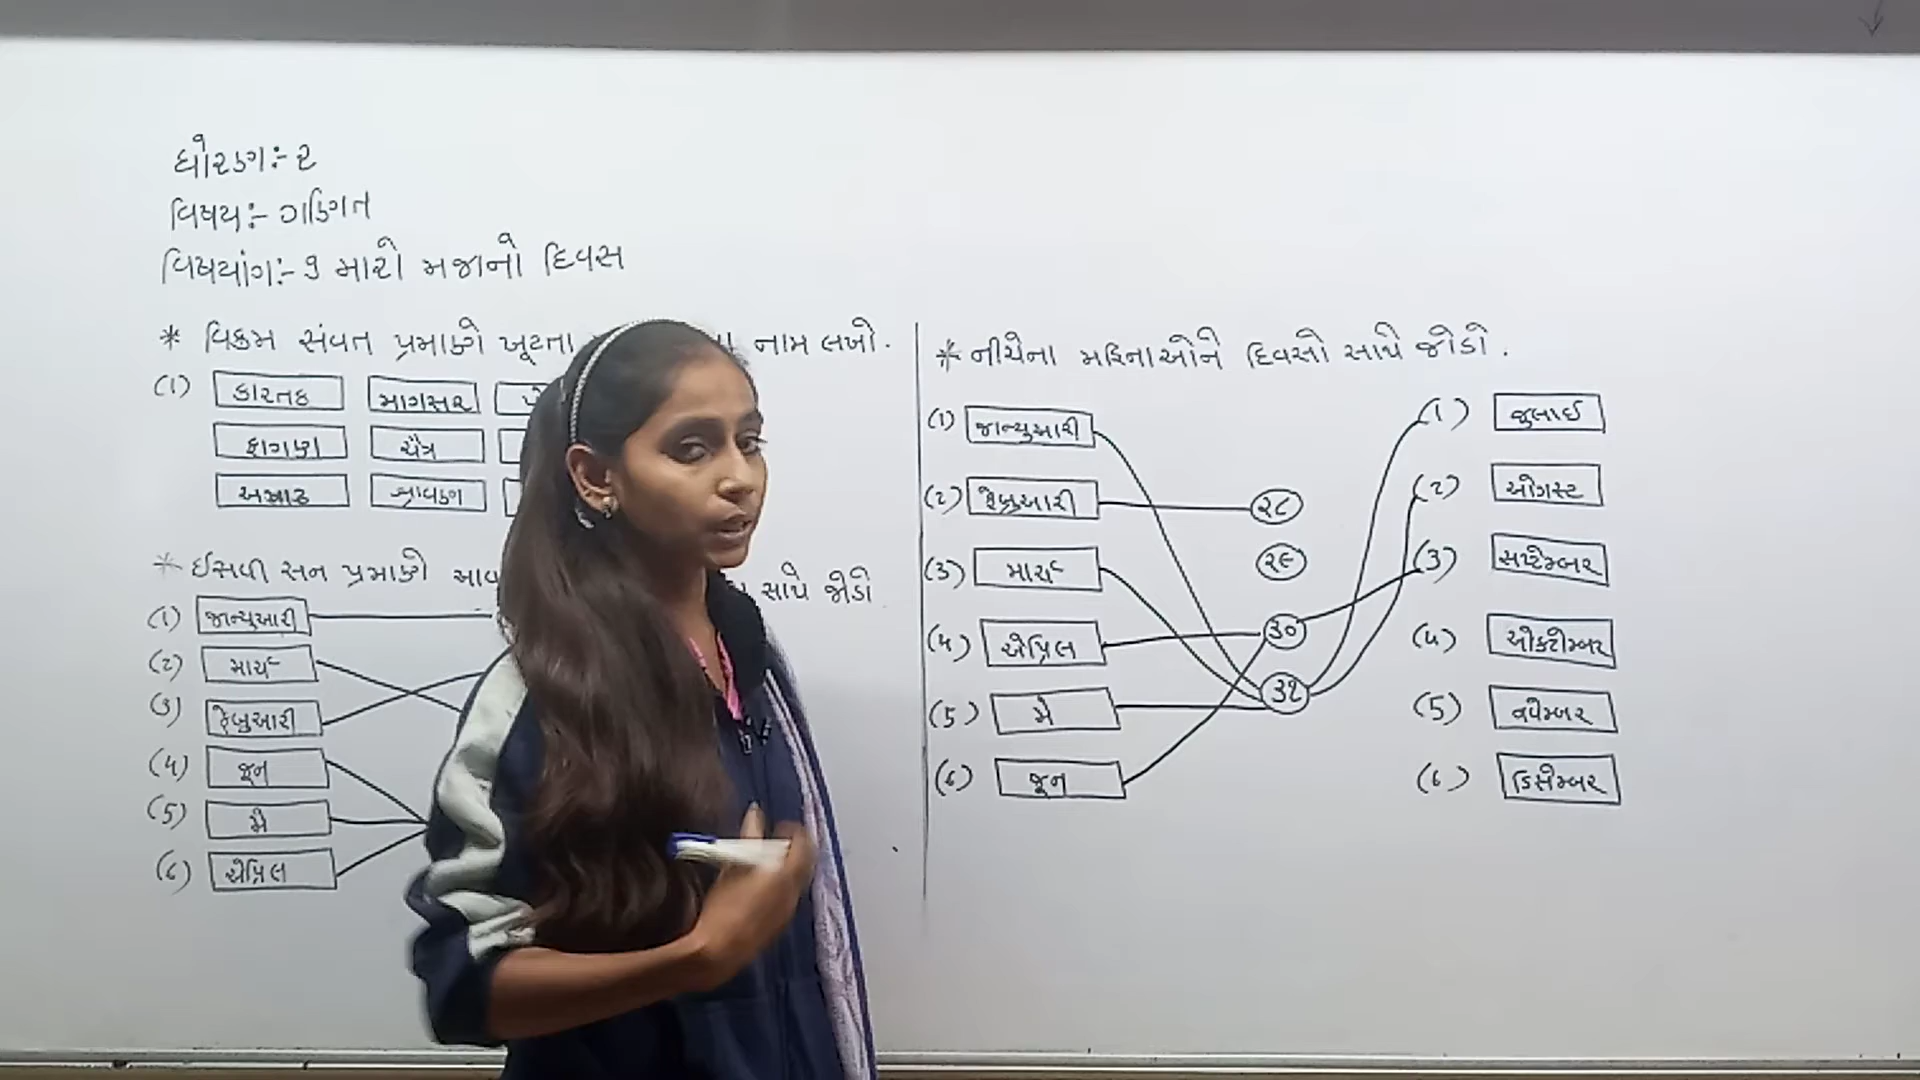 ધોરણ:- ૨
વિષય:- ગણિત
વિષયાંગ:- ૭ મારો મજાનો દિવસ
* વિક્રમ સંવત પ્રમાણે ખૂટતા નામ લખો.
(1) કારતક માગસર
ફાગણ ચૈત્ર
અષાઢ શ્રાવણ
* ઈસવી સન પ્રમાણે સાથે જોડો
(1) જાન્યુઆરી
(2) માર્ચ
(3) ફેબ્રુઆરી
(4) જૂન
(5) મે
(6) એપ્રિલ
* નીચેના મહિનાઓને દિવસો સાથે જોડો.
(1) જાન્યુઆરી
(2) ફેબ્રુઆરી
(3) માર્ચ
(4) એપ્રિલ
(5) મે
(6) જૂન
૨૮
૨૯
૩૦
૩૧
(1) જુલાઈ
(2) ઓગસ્ટ
(3) સપ્ટેમ્બર
(4) ઓક્ટોમ્બર
(5) નવેમ્બર
(6) ડિસેમ્બર